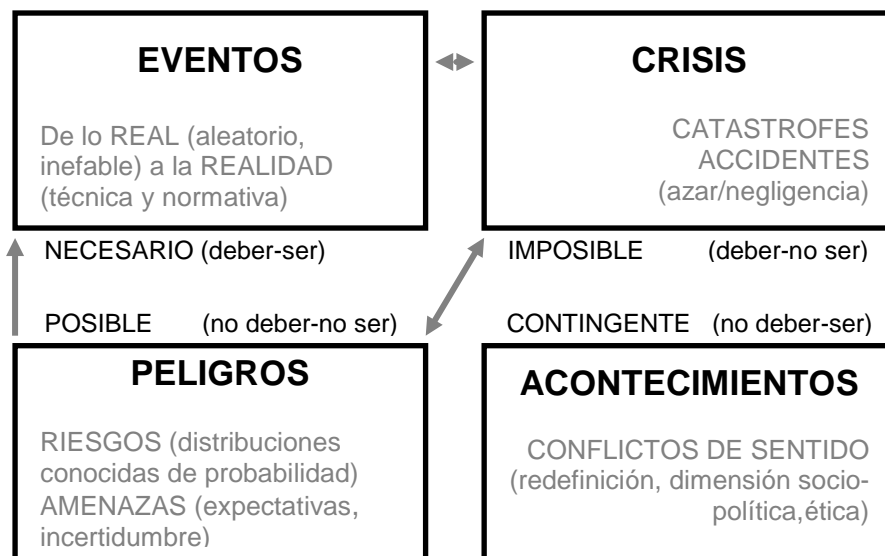 EVENTOS
De lo REAL (aleatorio,
inefable) a la REALIDAD
(técnica y normativa)
CRISIS
CATASTROFES
ACCIDENTES
(azar/negligencia)
NECESARIO (deber-ser)
IMPOSIBLE (deber-no ser)
POSIBLE (no deber-no ser)
CONTINGENTE (no deber-ser)
PELIGROS
RIESGOS (distribuciones
conocidas de probabilidad)
AMENAZAS (expectativas,
incertidumbre)
ACONTECIMIENTOS
CONFLICTOS DE SENTIDO
(redefinición, dimensión socio-
política,ética)